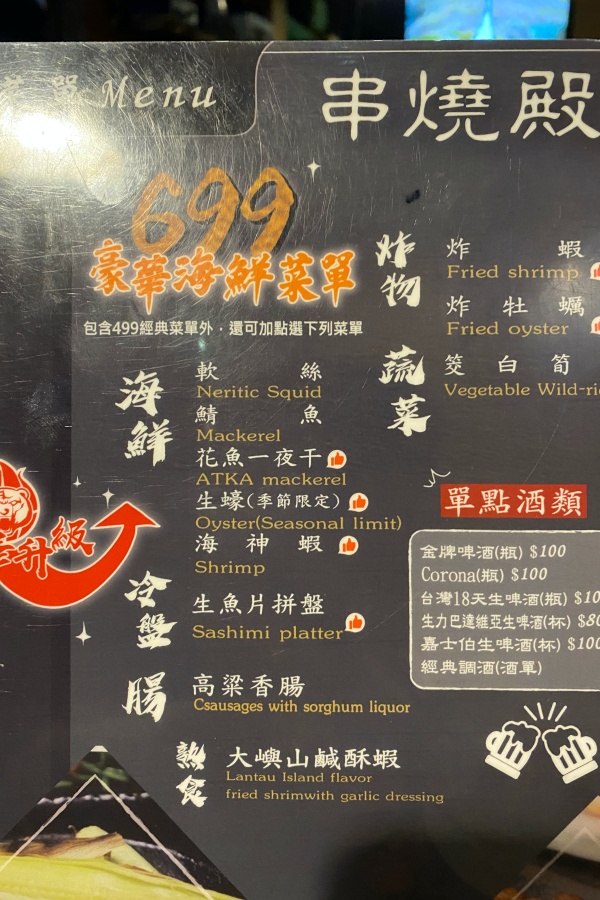 單 Menu
串燒殿
699
豪華海鮮菜單
包含499經典菜單外，還可加點選下列菜單
海鮮
軟絲
Neritic Squid
鯖魚
Mackerel
花魚一夜干
ATKA mackerel
生蠔(季節限定)
Oyster(Seasonal limit)
海神蝦
Shrimp
升級
冷盤
生魚片拼盤
Sashimi platter
腸
高粱香腸
Csausages with sorghum liquor
熟食
大嶼山鹹酥蝦
Lantau Island flavor
fried shrimwith garlic dressing
炸物
炸蝦
Fried shrimp
炸牡蠣
Fried oyster
蔬菜
筊白筍
Vegetable Wild-ri
單點酒類
金牌啤酒(瓶) $100
Corona(瓶) $100
台灣18天生啤酒(瓶) $10
生力巴達維亞生啤酒(杯) $80
嘉士伯生啤酒(杯) $100
經典調酒(酒單)